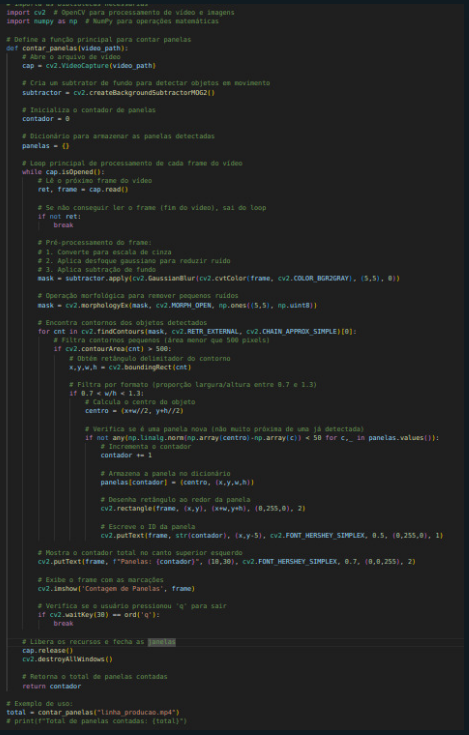 # Importa as bibliotecas necessárias
import cv2  # OpenCV para processamento de vídeo e imagens
import numpy as np  # NumPy para operações matemáticas

# Define a função principal para contar panelas
def contar_panelas(video_path):
    # Abre o arquivo de vídeo
    cap = cv2.VideoCapture(video_path)

    # Cria um subtrator de fundo para detectar objetos em movimento
    subtractor = cv2.createBackgroundSubtractorMOG2()

    # Inicializa o contador de panelas
    contador = 0

    # Dicionário para armazenar as panelas detectadas
    panelas = {}

    # Loop principal de processamento de cada frame do vídeo
    while cap.isOpened():
        # Lê o próximo frame do vídeo
        ret, frame = cap.read()

        # Se não conseguir ler o frame (fim do vídeo), sai do loop
        if not ret:
            break

        # Pré-processamento do frame:
        # 1. Converte para escala de cinza
        # 2. Aplica desfoque gaussiano para reduzir ruído
        # 3. Aplica subtração de fundo
        mask = subtractor.apply(cv2.GaussianBlur(cv2.cvtColor(frame, cv2.COLOR_BGR2GRAY), (5,5), 0))

        # Operação morfológica para remover pequenos ruídos
        mask = cv2.morphologyEx(mask, cv2.MORPH_OPEN, np.ones((5,5), np.uint8))

        # Encontra contornos dos objetos detectados
        for cnt in cv2.findContours(mask, cv2.RETR_EXTERNAL, cv2.CHAIN_APPROX_SIMPLE)[0]:
            # Filtra contornos pequenos (área menor que 500 pixels)
            if cv2.contourArea(cnt) > 500:
                # Obtém retângulo delimitador do contorno
                x,y,w,h = cv2.boundingRect(cnt)

                # Filtra por formato (proporção largura/altura entre 0.7 e 1.3)
                if 0.7 < w/h < 1.3:
                    # Calcula o centro do objeto
                    centro = (x+w//2, y+h//2)

                    # Verifica se é uma panela nova (não muito próxima de uma já detectada)
                    if not any(np.linalg.norm(np.array(centro)-np.array(c)) < 50 for c,_ in panelas.values()):
                        # Incrementa o contador
                        contador += 1

                        # Armazena a panela no dicionário
                        panelas[contador] = (centro, (x,y,w,h))

                        # Desenha retângulo ao redor da panela
                        cv2.rectangle(frame, (x,y), (x+w,y+h), (0,255,0), 2)

                        # Escreve o ID da panela
                        cv2.putText(frame, str(contador), (x,y-5), cv2.FONT_HERSHEY_SIMPLEX, 0.5, (0,255,0), 1)

        # Mostra o contador total no canto superior esquerdo
        cv2.putText(frame, f"Panelas: {contador}", (10,30), cv2.FONT_HERSHEY_SIMPLEX, 0.7, (0,0,255), 2)

        # Exibe o frame com as marcações
        cv2.imshow('Contagem de Panelas', frame)

        # Verifica se o usuário pressionou 'q' para sair
        if cv2.waitKey(30) == ord('q'):
            break

    # Libera os recursos e fecha as janelas
    cap.release()
    cv2.destroyAllWindows()

    # Retorna o total de panelas contadas
    return contador

# Exemplo de uso:
total = contar_panelas("linha_producao.mp4")
# print(f"Total de panelas contadas: {total}")